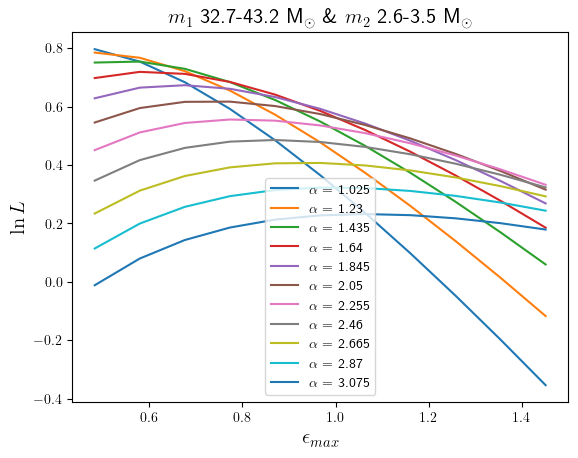 m₁ 32.7-43.2 M⊙ & m₂ 2.6-3.5 M⊙
0.8
0.6
0.4
0.2
0.0
−0.2
−0.4
ln L
α = 1.025
α = 1.23
α = 1.435
α = 1.64
α = 1.845
α = 2.05
α = 2.255
α = 2.46
α = 2.665
α = 2.87
α = 3.075
0.6 0.8 1.0 1.2 1.4
ϵmax